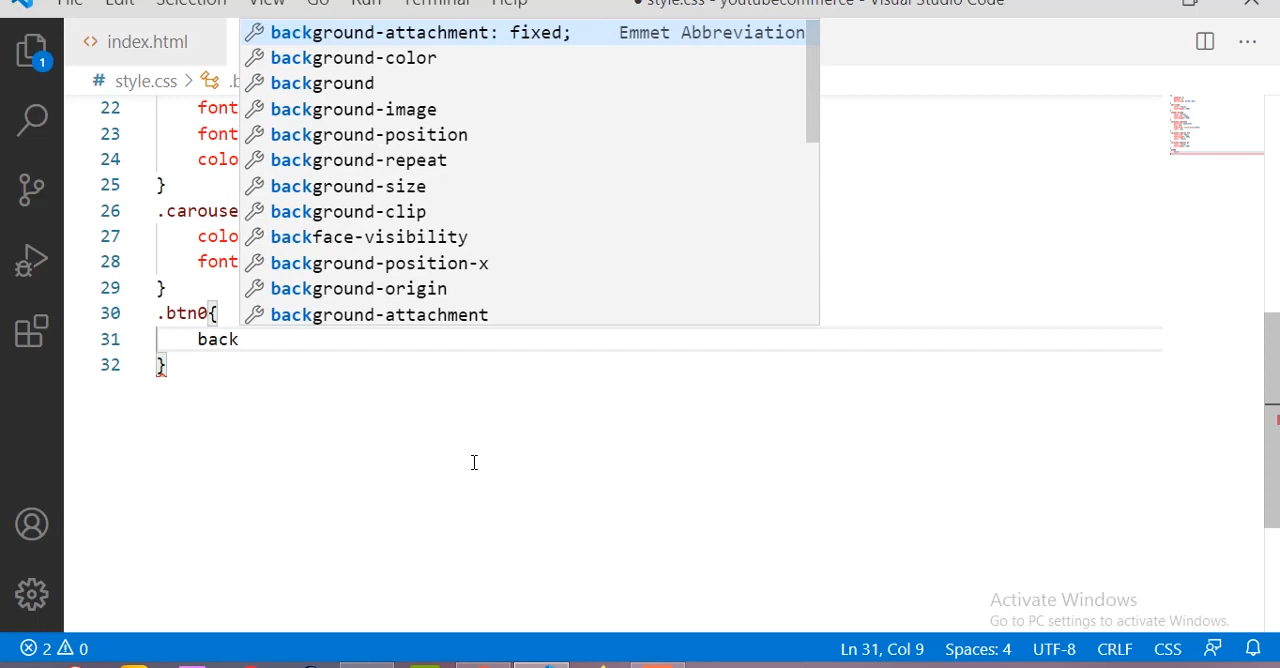 File Edit Selection View Go Run Terminal Help ● style.css - youtubecommerce - Visual Studio Code
<> index.html
# style.css > .b
background-attachment: fixed; Emmet Abbreviation
background-color
background
background-image
background-position
background-repeat
background-size
background-clip
backface-visibility
background-position-x
background-origin
background-attachment
22 font
23 font
24 colo
25 }
26 .carouse
27 colo
28 font
29 }
30 .btn0{
31 back
32 }
1
Activate Windows
Go to PC settings to activate Windows.
2 0 Ln 31, Col 9 Spaces: 4 UTF-8 CRLF CSS